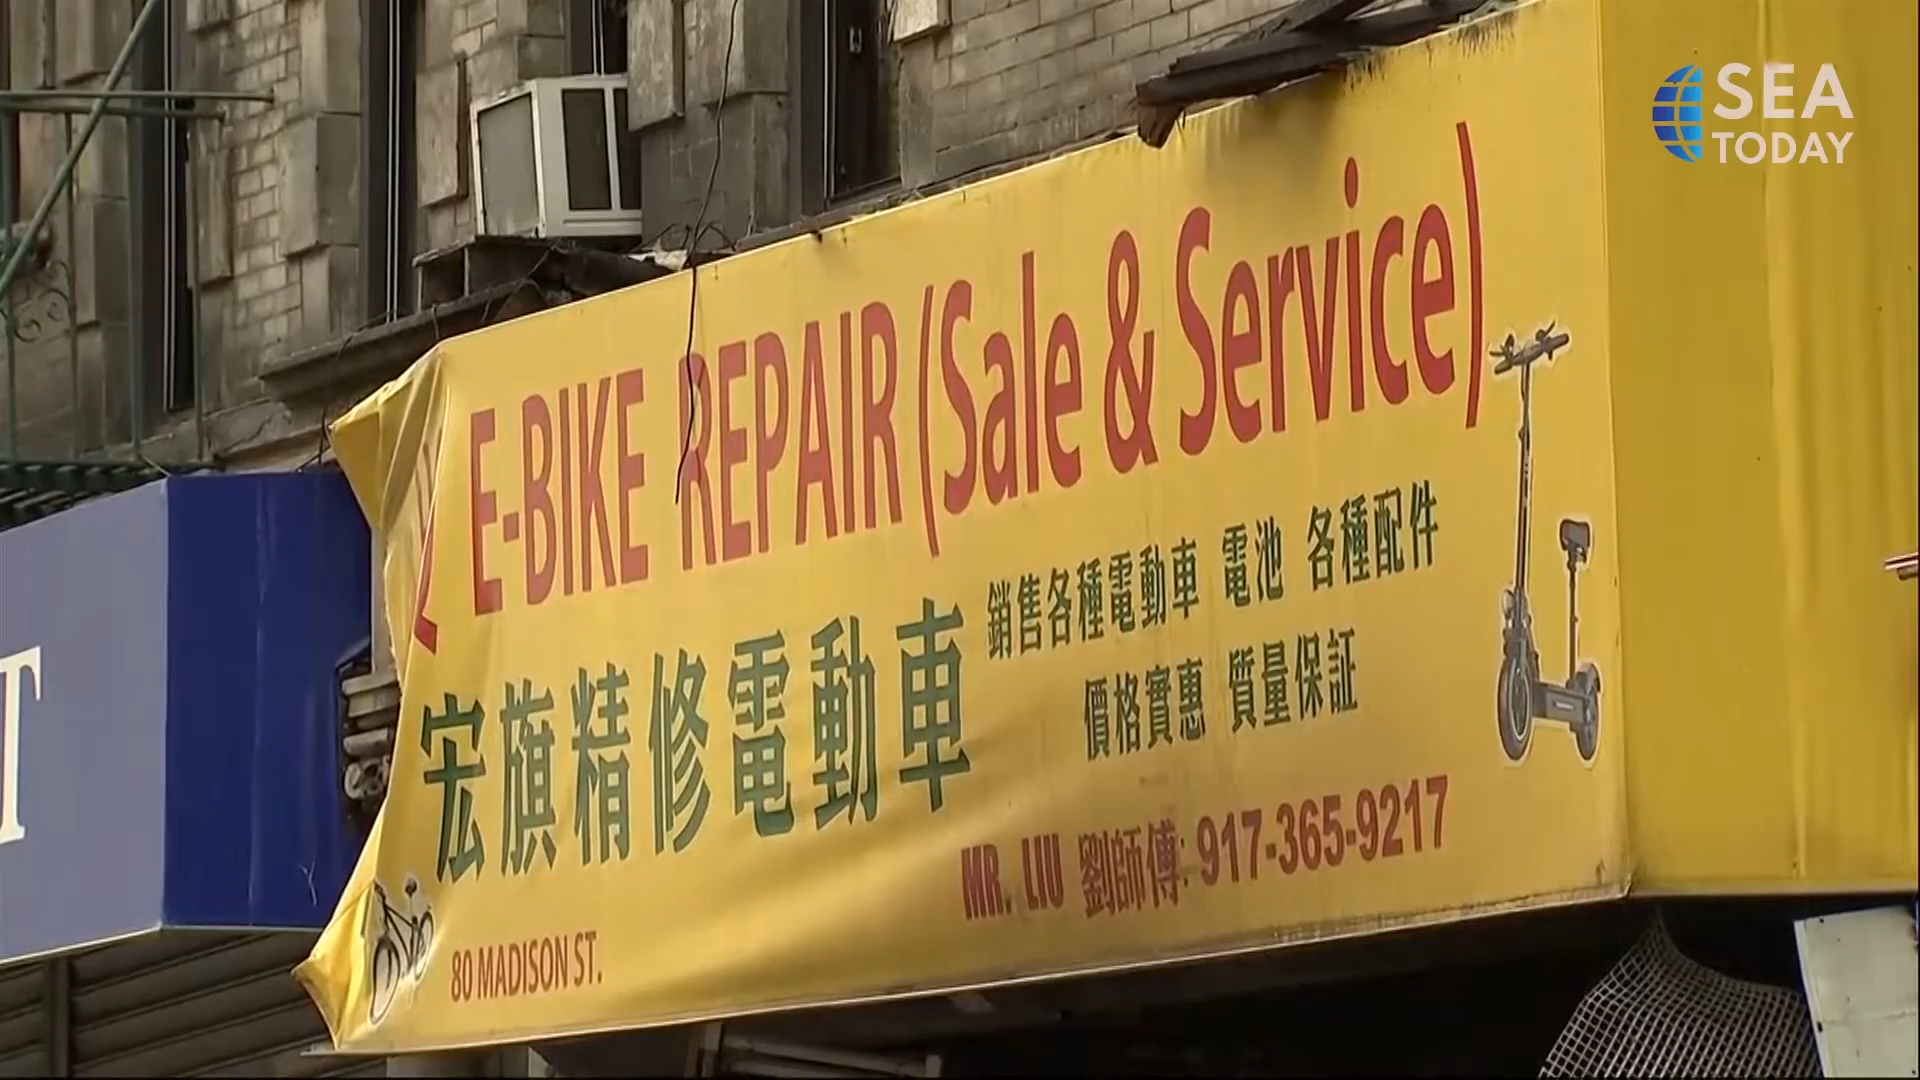 SEA
TODAY
E-BIKE REPAIR (Sale & Service)
銷售各種電動車 電池 各種配件
宏旗精修電動車
價格實惠 質量保証
MR. LIU 劉師傅: 917-365-9217
80 MADISON ST.
T